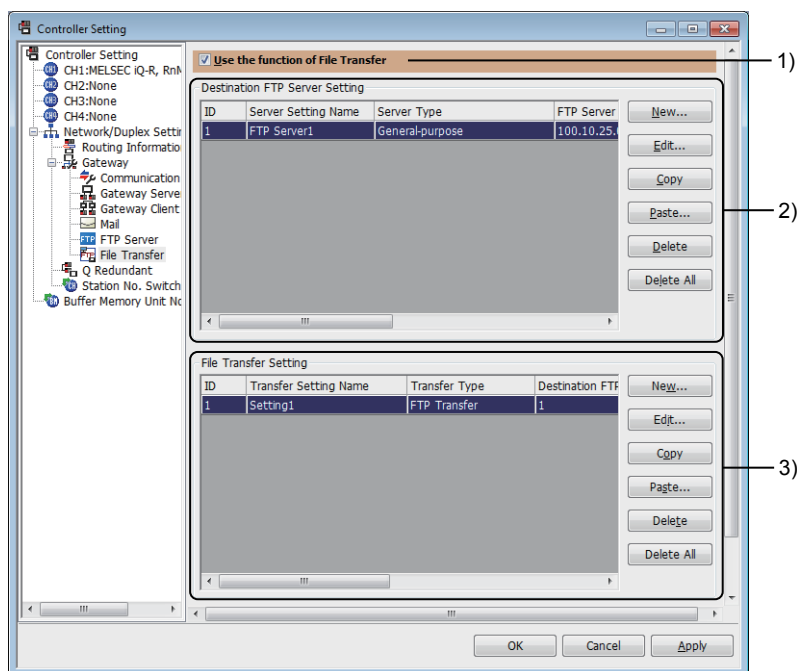 Controller Setting
Controller Setting
CH1:MELSEC iQ-R, RnM
CH2:None
CH3:None
CH4:None
Network/Duplex Settin
Routing Information
Gateway
Communication
Gateway Server
Gateway Client
Mail
FTP FTP Server
File Transfer
Q Redundant
Station No. Switch
Buffer Memory Unit No
Use the function of File Transfer
1)
Destination FTP Server Setting
ID Server Setting Name Server Type FTP Server
1 FTP Server1 General-purpose 100.10.25.
New...
Edit...
Copy
Paste...
Delete
Delete All
2)
File Transfer Setting
ID Transfer Setting Name Transfer Type Destination FTP
1 Setting1 FTP Transfer 1
New...
Edit...
Copy
Paste...
Delete
Delete All
3)
OK Cancel Apply